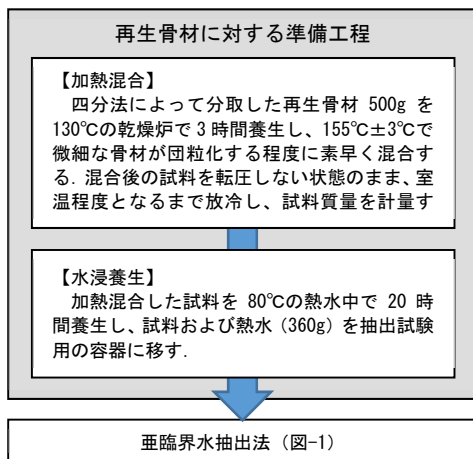 再生骨材に対する準備工程
【加熱混合】
四分法によって分取した再生骨材 500g を
130℃の乾燥炉で 3 時間養生し、155℃±3℃で
微細な骨材が団粒化する程度に素早く混合す
る. 混合後の試料を転圧しない状態のまま、室
温程度となるまで放冷し、試料質量を計量す
【水浸養生】
加熱混合した試料を 80℃の熱水中で 20 時
間養生し、試料および熱水（360g）を抽出試験
用の容器に移す.
亜臨界水抽出法（図-1）